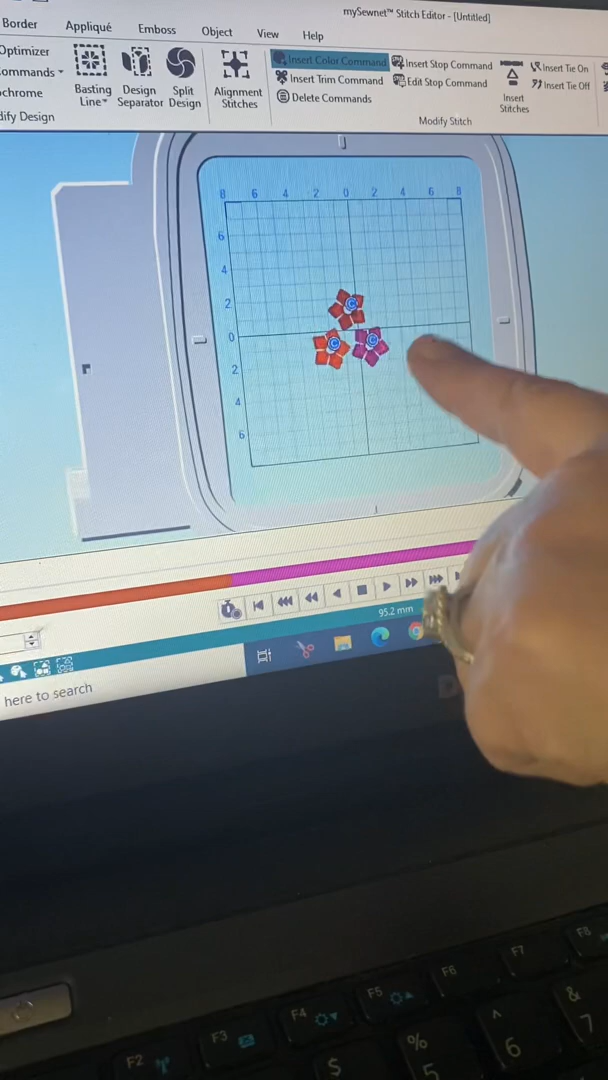 mySewnet™ Stitch Editor - [Untitled]
Border Appliqué Emboss Object View Help
Optimizer
ommands
ochrome
dify Design
Basting Line
Design Separator
Split Design
Alignment Stitches
Insert Color Command
Insert Trim Command
Delete Commands
Insert Stop Command
Edit Stop Command
Insert Stitches
Insert Tie On
Insert Tie Off
Modify Stitch
8 6 4 2 0 2 4 6 8
6
4
2
0
2
4
6
C
C C
95.2 mm
here to search
F2 F3 F4 F5 F6 F7 F8
$ % 5 ^ 6 & 7